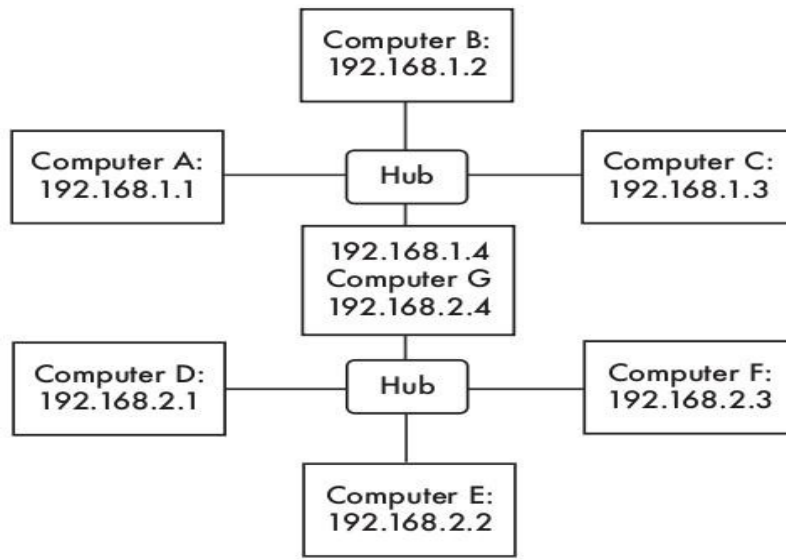 Computer B:
192.168.1.2
Computer A:
192.168.1.1
Hub
Computer C:
192.168.1.3
192.168.1.4
Computer G
192.168.2.4
Computer D:
192.168.2.1
Hub
Computer F:
192.168.2.3
Computer E:
192.168.2.2